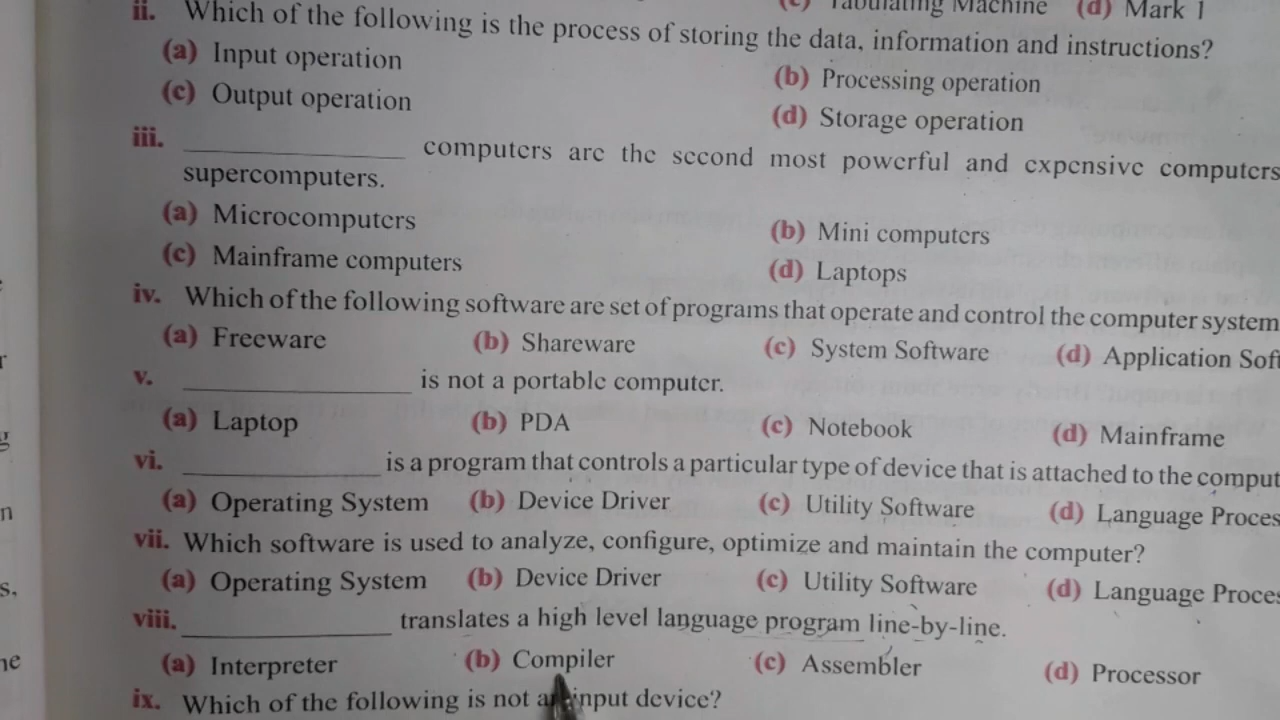 (c) Tabulating Machine (d) Mark 1
ii. Which of the following is the process of storing the data, information and instructions?
(a) Input operation (b) Processing operation
(c) Output operation (d) Storage operation
iii. ____________ computers are the second most powerful and expensive computers
supercomputers.
(a) Microcomputers (b) Mini computers
(c) Mainframe computers (d) Laptops
iv. Which of the following software are set of programs that operate and control the computer system
(a) Freeware (b) Shareware (c) System Software (d) Application Sof
v. ____________ is not a portable computer.
(a) Laptop (b) PDA (c) Notebook (d) Mainframe
vi. ____________ is a program that controls a particular type of device that is attached to the comput
(a) Operating System (b) Device Driver (c) Utility Software (d) Language Proces
vii. Which software is used to analyze, configure, optimize and maintain the computer?
(a) Operating System (b) Device Driver (c) Utility Software (d) Language Proces
viii. ____________ translates a high level language program line-by-line.
(a) Interpreter (b) Compiler (c) Assembler (d) Processor
ix. Which of the following is not an input device?